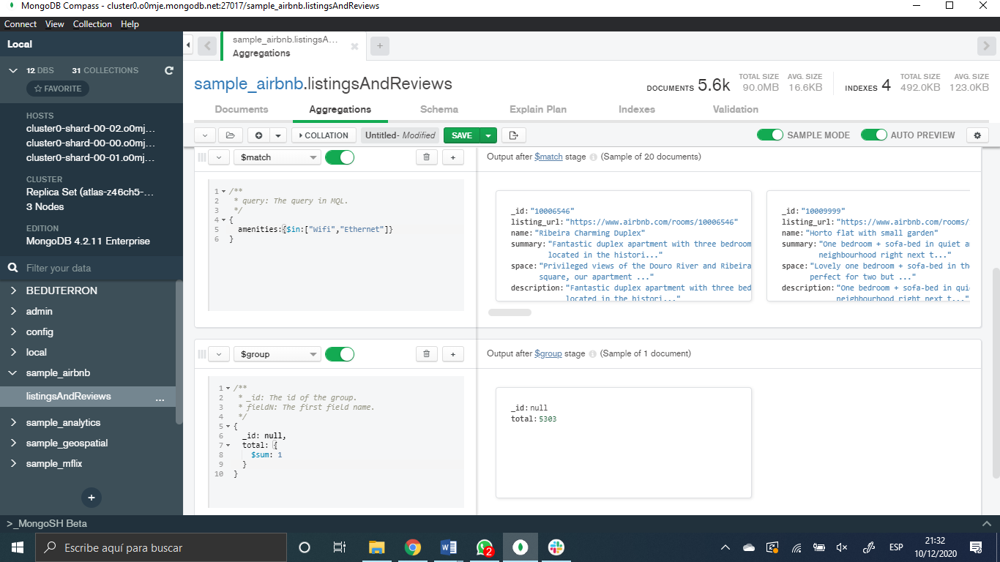 MongoDB Compass - cluster0.o0mje.mongodb.net:27017/sample_airbnb.listingsAndReviews
Connect View Collection Help
Local
12 DBS 31 COLLECTIONS
FAVORITE
HOSTS
cluster0-shard-00-02.o0mj...
cluster0-shard-00-00.o0mj...
cluster0-shard-00-01.o0mj...
CLUSTER
Replica Set (atlas-z46ch5-...
3 Nodes
EDITION
MongoDB 4.2.11 Enterprise
Filter your data
BEDUTERRON
admin
config
local
sample_airbnb
listingsAndReviews ...
sample_analytics
sample_geospatial
sample_mflix
+
sample_airbnb.listingsA...
Aggregations
+
sample_airbnb.listingsAndReviews
DOCUMENTS 5.6k TOTAL SIZE 90.0MB AVG. SIZE 16.6KB INDEXES 4 TOTAL SIZE 492.0KB AVG. SIZE 123.0KB
Documents Aggregations Schema Explain Plan Indexes Validation
COLLATION Untitled- Modified SAVE SAMPLE MODE AUTO PREVIEW
$match +
1 /**
2 * query: The query in MQL.
3 */
4 {
5 amenities:{$in:["Wifi","Ethernet"]}
6 }
Output after $match stage (Sample of 20 documents)
_id: "10006546"
listing_url: "https://www.airbnb.com/rooms/10006546"
name: "Ribeira Charming Duplex"
summary: "Fantastic duplex apartment with three bedroom
located in the histori..."
space: "Privileged views of the Douro River and Ribeira
square, our apartment ..."
description: "Fantastic duplex apartment with three bed
located in the histori..."
_id: "10009999"
listing_url: "https://www.airbnb.com/rooms/
name: "Horto flat with small garden"
summary: "One bedroom + sofa-bed in quiet a
neighbourhood right next t..."
space: "Lovely one bedroom + sofa-bed in th
perfect for two but ..."
description: "One bedroom + sofa-bed in qui
neighbourhood right next t..."
$group +
1 /**
2 * _id: The id of the group.
3 * fieldN: The first field name.
4 */
5 {
6 _id: null,
7 total: {
8 $sum: 1
9 }
10 }
Output after $group stage (Sample of 1 document)
_id: null
total: 5303
>_MongoSH Beta
Escribe aquí para buscar
2
ESP
21:32
10/12/2020